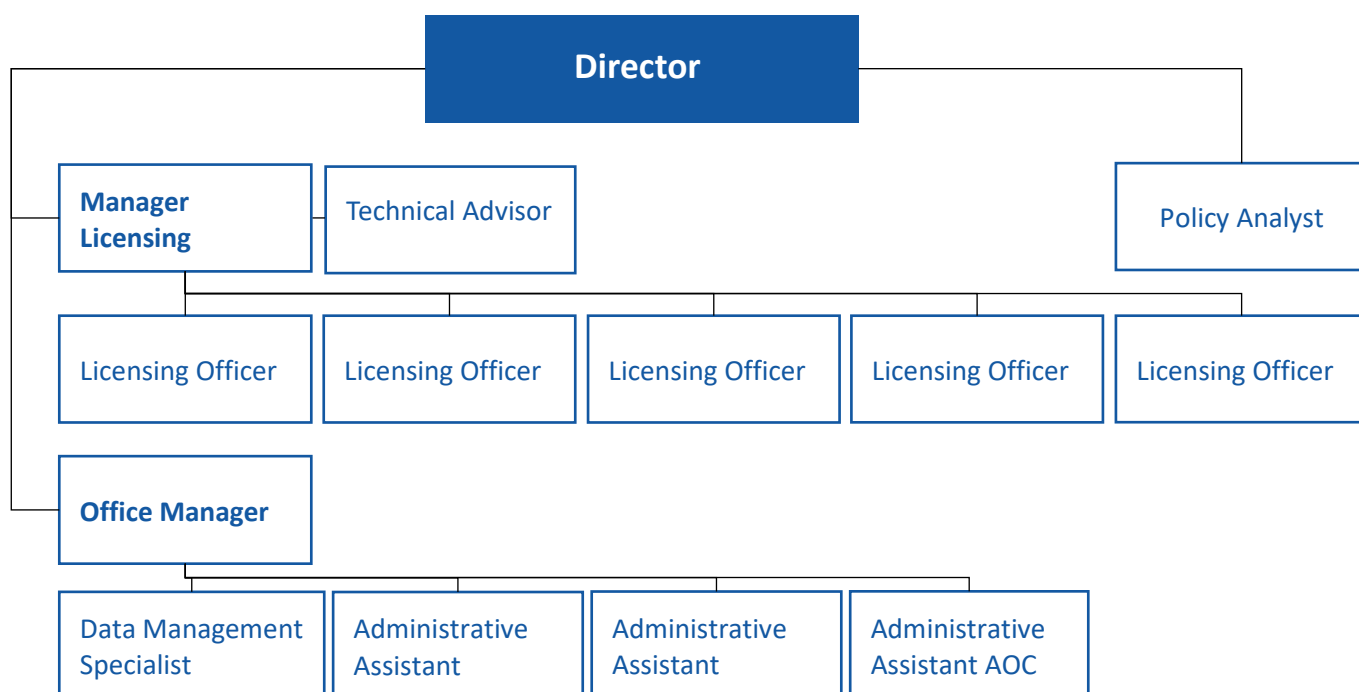 Director
Manager
Licensing
Technical Advisor
Policy Analyst
Licensing Officer
Licensing Officer
Licensing Officer
Licensing Officer
Licensing Officer
Office Manager
Data Management
Specialist
Administrative
Assistant
Administrative
Assistant
Administrative
Assistant AOC